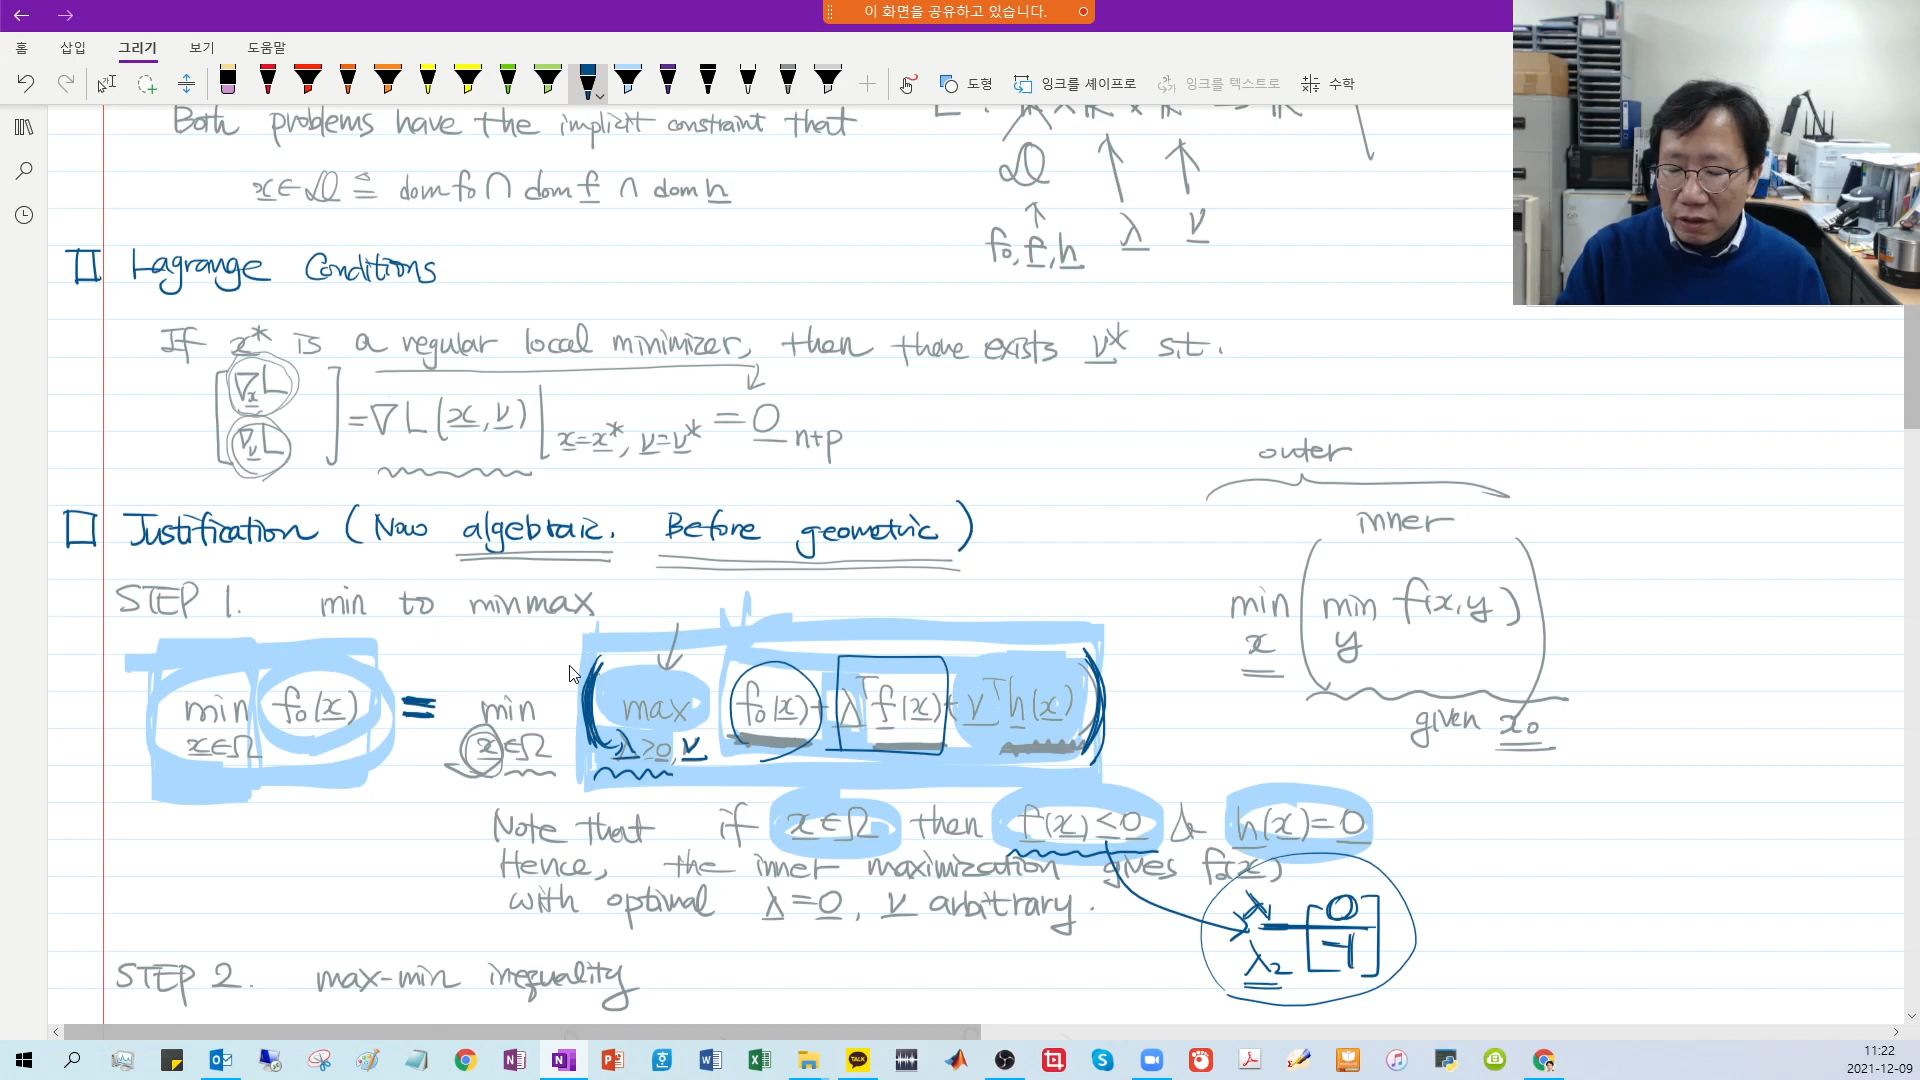 이 화면을 공유하고 있습니다.
홈 삽입 그리기 보기 도움말
도형 잉크를 셰이프로 잉크를 텍스트로 수학
Both problems have the implicit constraint that
x∈𝒟 ≜ dom f₀ ∩ dom f ∩ dom h
𝒟
f₀, f, h λ ν
Lagrange Conditions
If x* is a regular local minimizer, then there exists ν* s.t.
[∇ₓL ∇νL] = ∇L(x, ν)|x=x*, ν=ν* = 0 n+p
outer
inner
Justification (Now algebraic. Before geometric)
STEP 1. min to minmax
min x (min y f(x,y))
given x₀
min x∈Ω f₀(x) = min x∈Ω (max λ≥0, ν f₀(x)+λᵀf(x)+νᵀh(x))
Note that if x∈Ω then f(x)≤0 & h(x)=0
Hence, the inner maximization gives f₀(x)
with optimal λ=0, ν arbitrary.
λ₁ 0
λ₂ -1
STEP 2. max-min inequality
11:22
2021-12-09